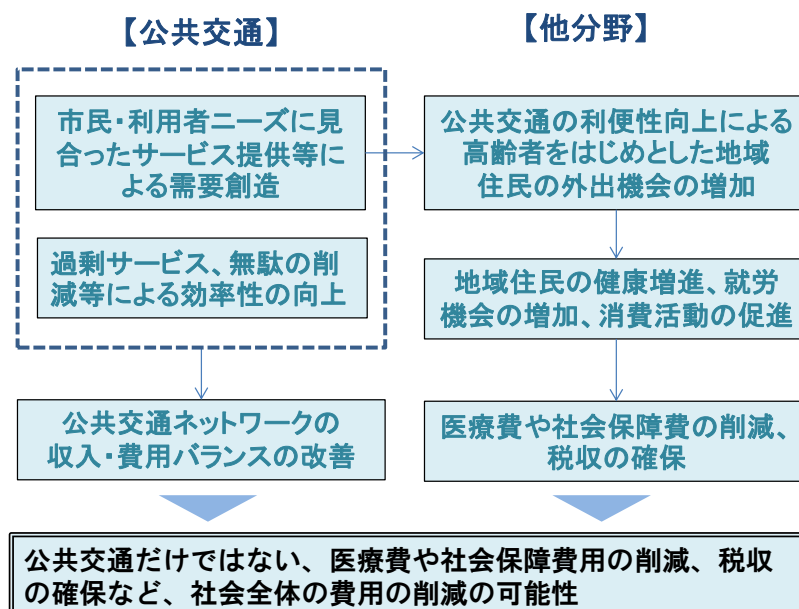 【公共交通】
【他分野】
市民・利用者ニーズに見
合ったサービス提供等に
よる需要創造
過剰サービス、無駄の削
減等による効率性の向上
公共交通ネットワークの
収入・費用バランスの改善
公共交通の利便性向上による
高齢者をはじめとした地域
住民の外出機会の増加
地域住民の健康増進、就労
機会の増加、消費活動の促進
医療費や社会保障費の削減、
税収の確保
公共交通だけではない、医療費や社会保障費用の削減、税収
の確保など、社会全体の費用の削減の可能性